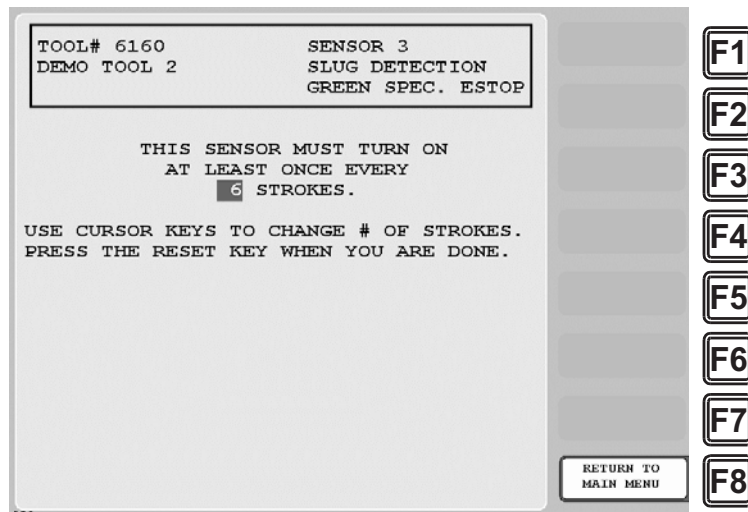 TOOL# 6160 SENSOR 3
DEMO TOOL 2 SLUG DETECTION
GREEN SPEC. ESTOP
THIS SENSOR MUST TURN ON
AT LEAST ONCE EVERY
6 STROKES.
USE CURSOR KEYS TO CHANGE # OF STROKES.
PRESS THE RESET KEY WHEN YOU ARE DONE.
RETURN TO
MAIN MENU
F1
F2
F3
F4
F5
F6
F7
F8